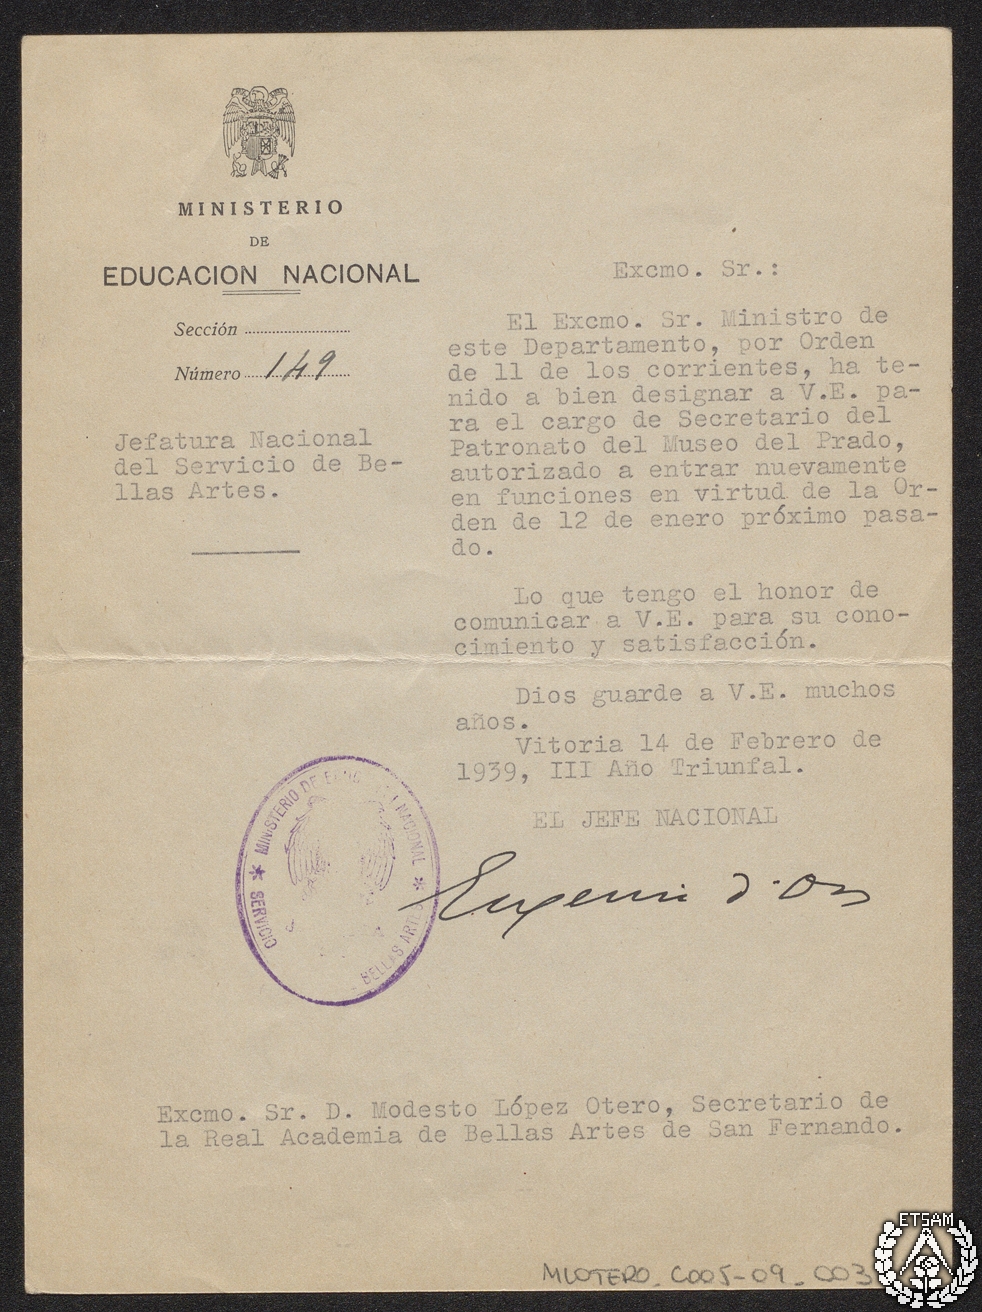 MINISTERIO
DE
EDUCACION NACIONAL
Sección
Número 149
Jefatura Nacional
del Servicio de Be-
llas Artes.
Excmo. Sr.:
El Excmo. Sr. Ministro de
este Departamento, por Orden
de 11 de los corrientes, ha te-
nido a bien designar a V.E. pa-
ra el cargo de Secretario del
Patronato del Museo del Prado,
autorizado a entrar nuevamente
en funciones en virtud de la Or-
den de 12 de enero próximo pasa-
do.
Lo que tengo el honor de
comunicar a V.E. para su cono-
cimiento y satisfacción.
Dios guarde a V.E. muchos
años.
Vitoria 14 de Febrero de
1939, III Año Triunfal.
EL JEFE NACIONAL
Eugenio d'Ors
MINISTERIO DE NACIONAL
SERVICIO BELLAS ARTES
Excmo. Sr. D. Modesto López Otero, Secretario de
la Real Academia de Bellas Artes de San Fernando.
MLOTERO_C005-09_003
ETSAM